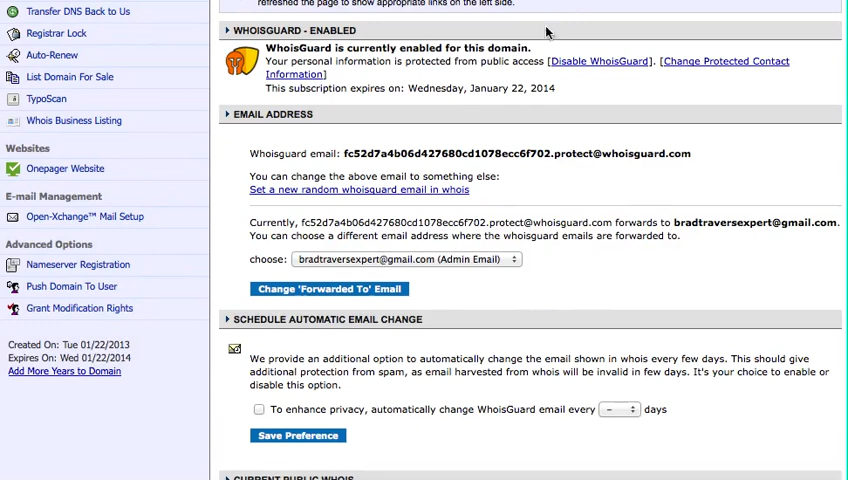 refreshed the page to show appropriate links on the left side.
Transfer DNS Back to Us
Registrar Lock
Auto-Renew
List Domain For Sale
TypoScan
Whois Business Listing
Websites
Onepager Website
E-mail Management
Open-Xchange™ Mail Setup
Advanced Options
Nameserver Registration
Push Domain To User
Grant Modification Rights
Created On: Tue 01/22/2013
Expires On: Wed 01/22/2014
Add More Years to Domain
WHOISGUARD - ENABLED
WhoisGuard is currently enabled for this domain.
Your personal information is protected from public access [Disable WhoisGuard]. [Change Protected Contact
Information]
This subscription expires on: Wednesday, January 22, 2014
EMAIL ADDRESS
Whoisguard email: fc52d7a4b06d427680cd1078ecc6f702.protect@whoisguard.com
You can change the above email to something else:
Set a new random whoisguard email in whois
Currently, fc52d7a4b06d427680cd1078ecc6f702.protect@whoisguard.com forwards to bradtraversexpert@gmail.com.
You can choose a different email address where the whoisguard emails are forwarded to.
choose: bradtraversexpert@gmail.com (Admin Email)
Change 'Forwarded To' Email
SCHEDULE AUTOMATIC EMAIL CHANGE
We provide an additional option to automatically change the email shown in whois every few days. This should give
additional protection from spam, as email harvested from whois will be invalid in few days. It's your choice to enable or
disable this option.
To enhance privacy, automatically change WhoisGuard email every - days
Save Preference
CURRENT PUBLIC WHOIS